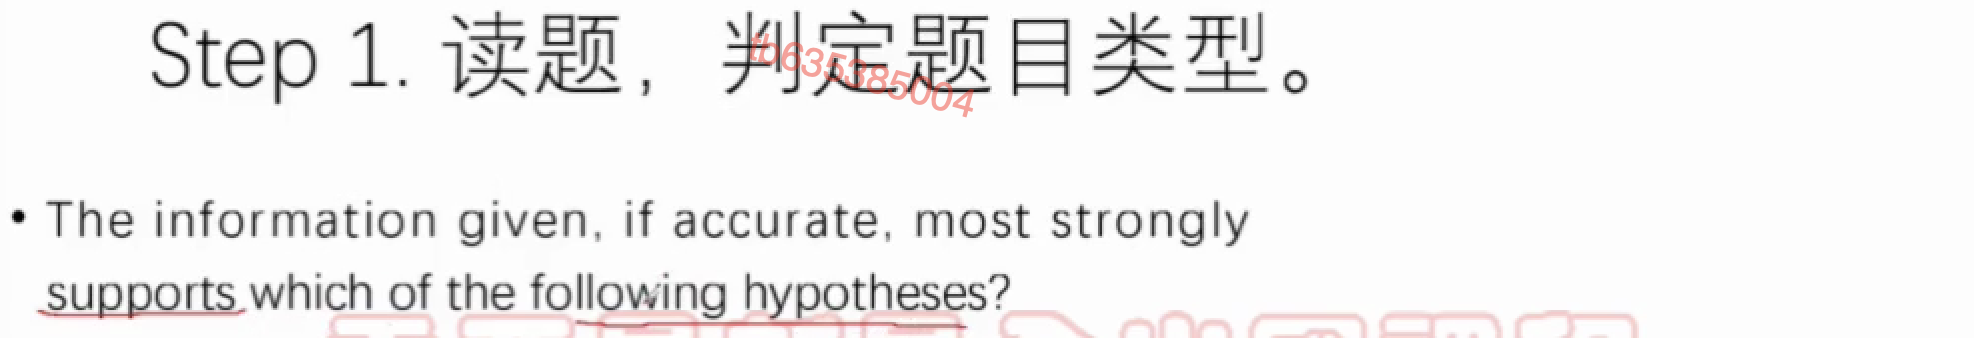 Step 1. 读题，判定题目类型。
tb635385004
• The information given, if accurate, most strongly
supports which of the following hypotheses?